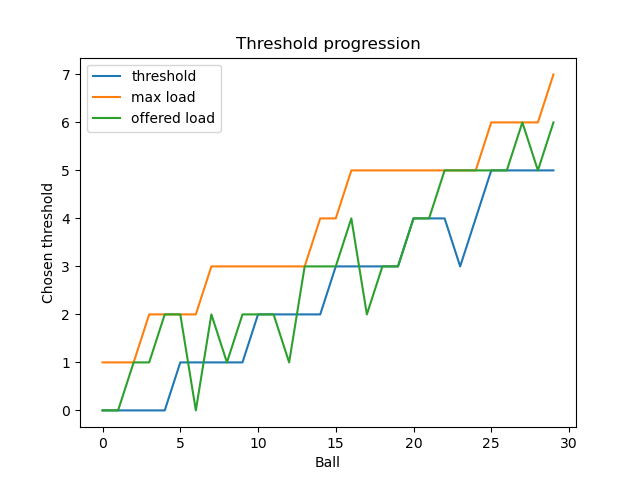 Threshold progression
threshold
max load
offered load
Chosen threshold
7
6
5
4
3
2
1
0
0 5 10 15 20 25 30
Ball